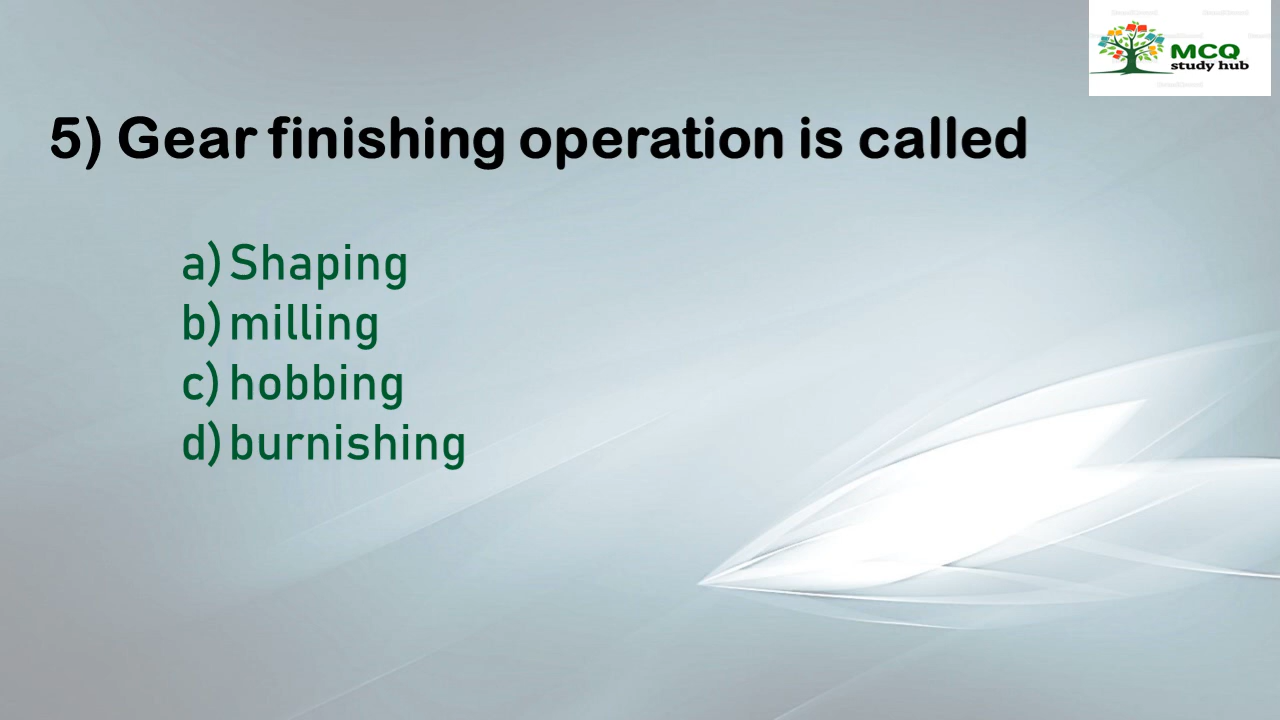 MCQ
study hub
5) Gear finishing operation is called
a) Shaping
b) milling
c) hobbing
d) burnishing